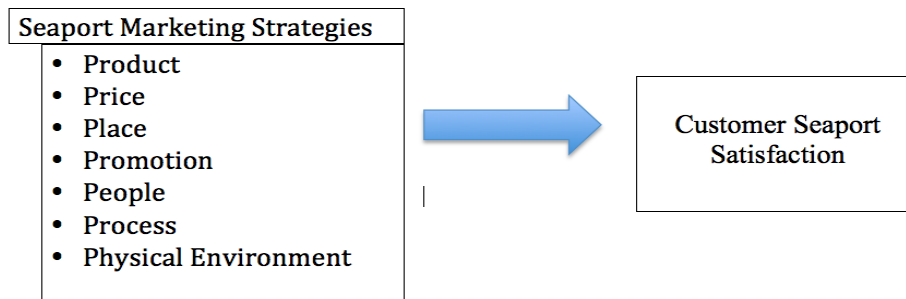 Seaport Marketing Strategies
• Product
• Price
• Place
• Promotion
• People
• Process
• Physical Environment
Customer Seaport
Satisfaction